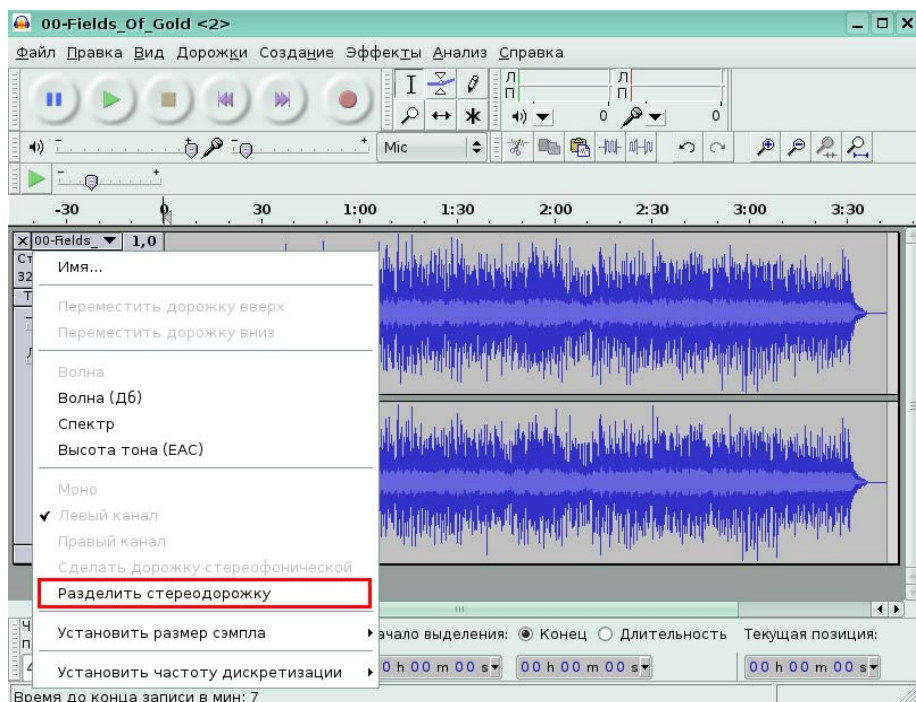 00-Fields_Of_Gold <2>
Файл Правка Вид Дорожки Создание Эффекты Анализ Справка
Л Л
П П
0 0
Mic
-30 0 30 1:00 1:30 2:00 2:30 3:00 3:30
00-Fields_ 1,0
Ст
32
Имя...
Переместить дорожку вверх
Переместить дорожку вниз
Волна
Волна (Дб)
Спектр
Высота тона (EAC)
Моно
Левый канал
Правый канал
Сделать дорожку стереофонической
Разделить стереодорожку
Установить размер сэмпла
Установить частоту дискретизации
ачало выделения: Конец Длительность Текущая позиция:
0 h 00 m 00 s 00 h 00 m 00 s 00 h 00 m 00 s
Время до конца записи в мин: 7